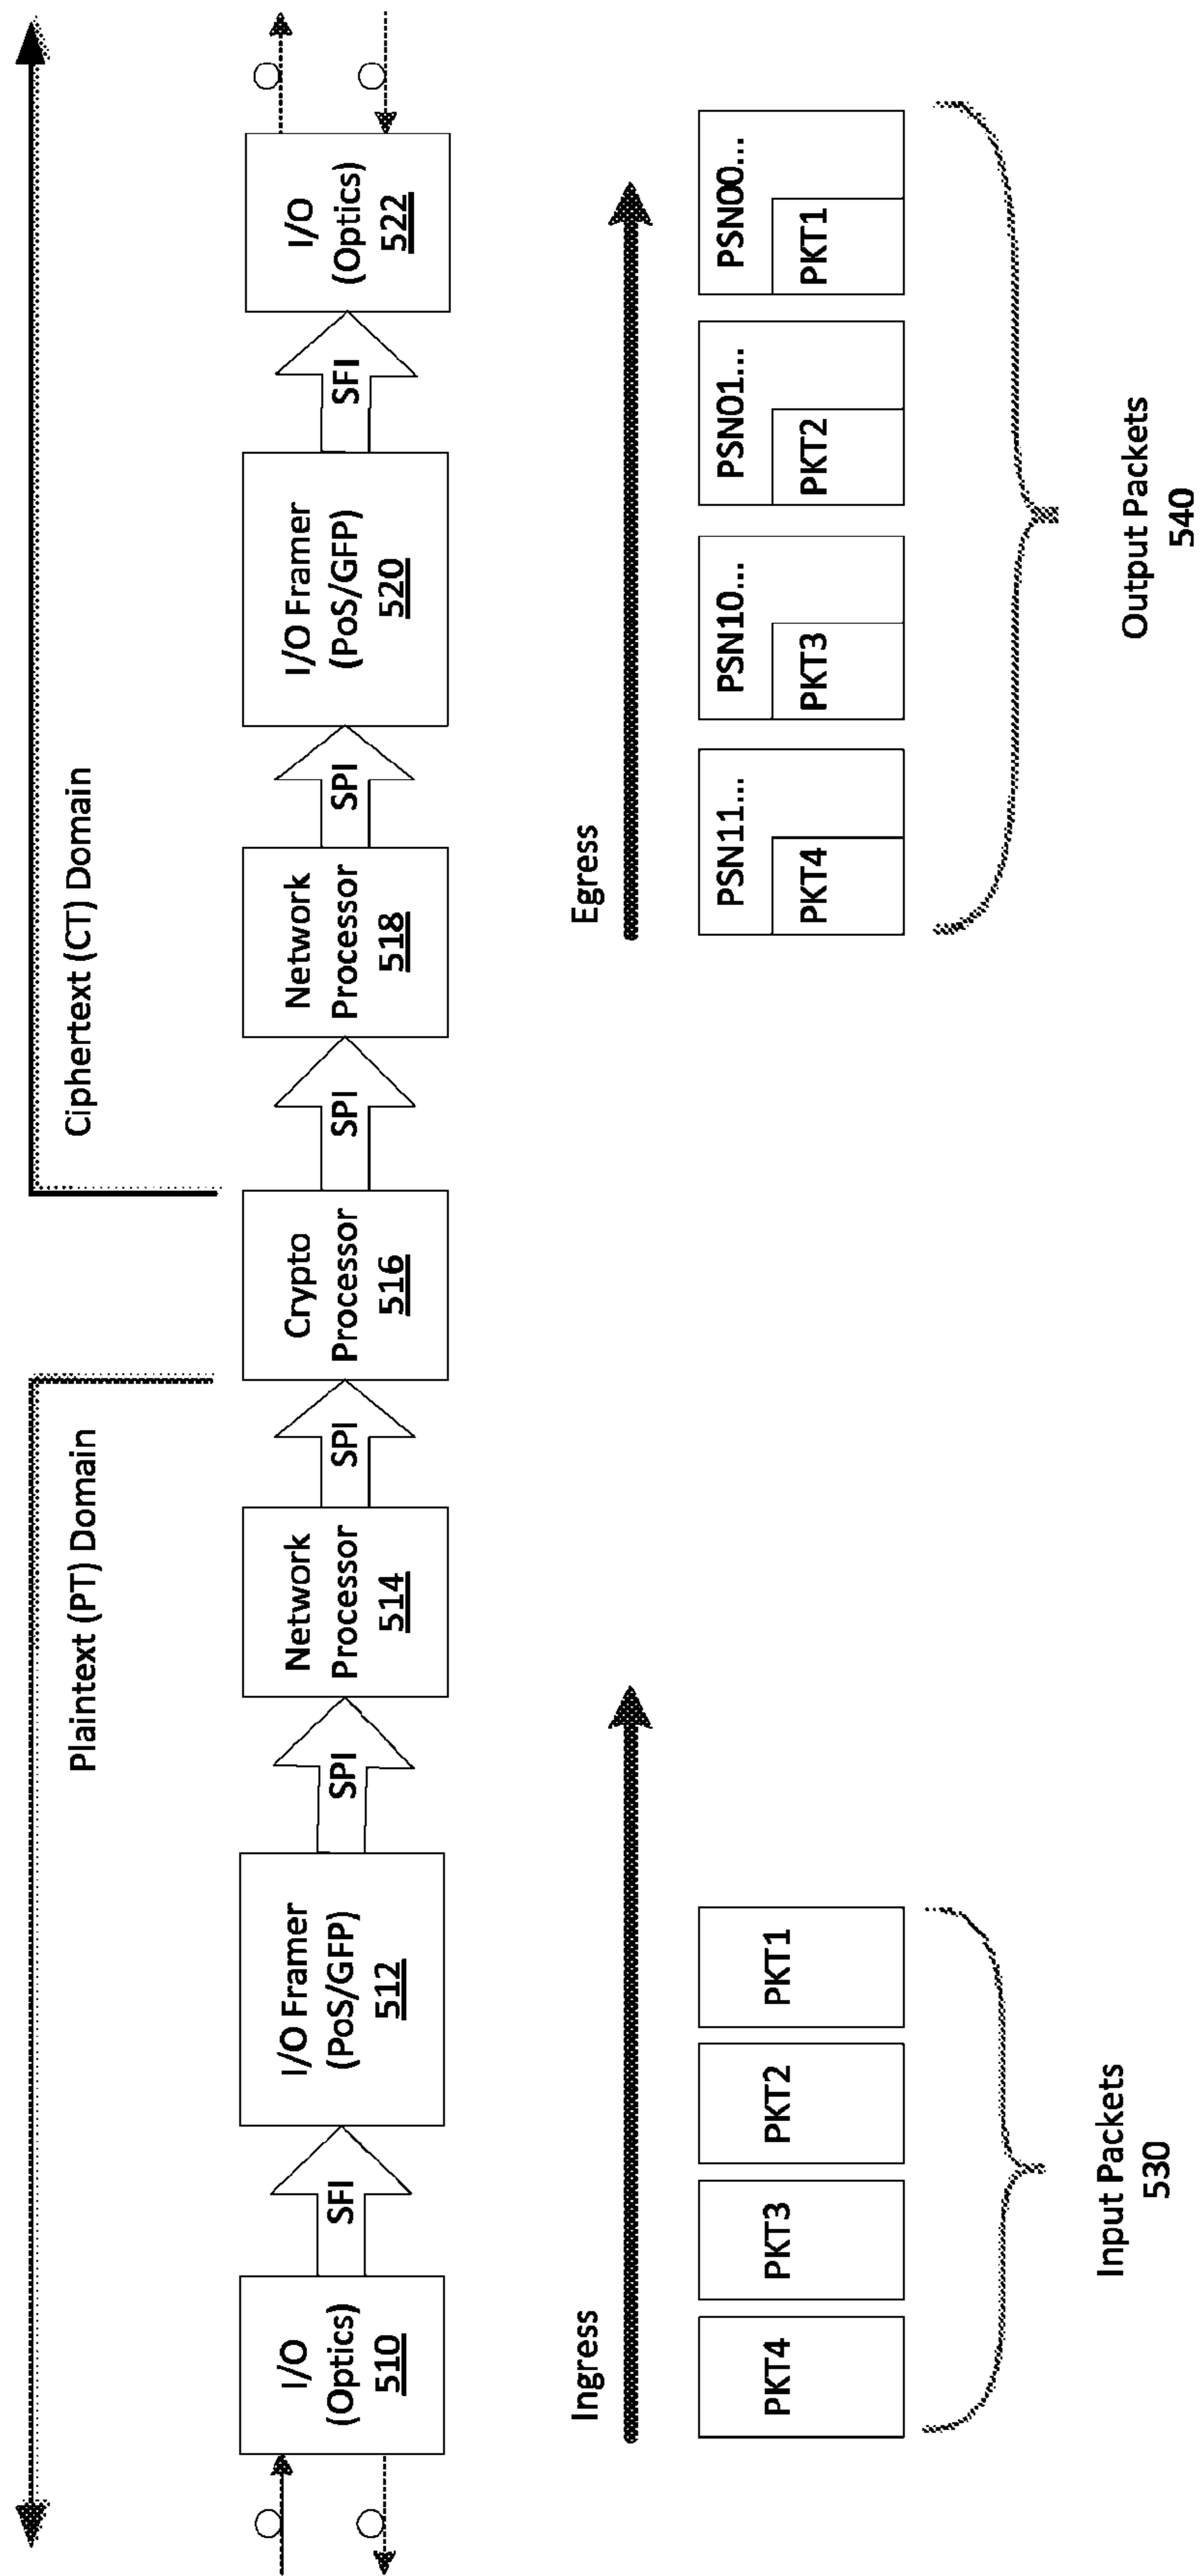 Plaintext (PT) Domain
Ciphertext (CT) Domain
I/O
(Optics)
510
SFI
I/O Framer
(PoS/GFP)
512
SPI
Network
Processor
514
SPI
Crypto
Processor
516
SPI
Network
Processor
518
SPI
I/O Framer
(PoS/GFP)
520
SFI
I/O
(Optics)
522
Ingress
Egress
PKT4
PKT3
PKT2
PKT1
PSN11...
PKT4
PSN10...
PKT3
PSN01...
PKT2
PSN00...
PKT1
Input Packets
530
Output Packets
540